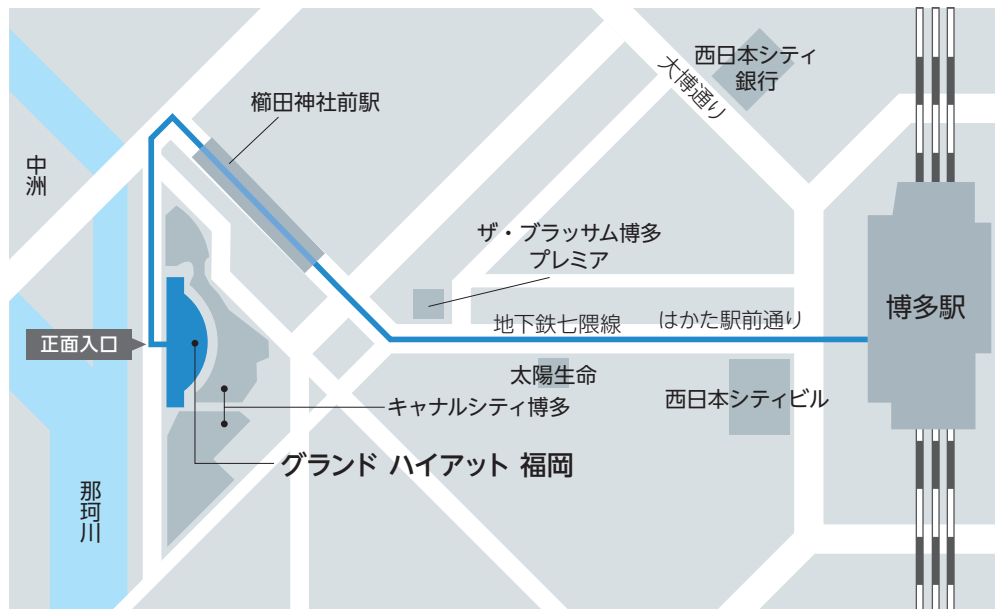 西日本シティ
銀行
大博通り
櫛田神社前駅
中洲
ザ・ブラッサム博多
プレミア
博多駅
地下鉄七隈線
はかた駅前通り
正面入口
太陽生命
西日本シティビル
キャナルシティ博多
グランド ハイアット 福岡
那珂川